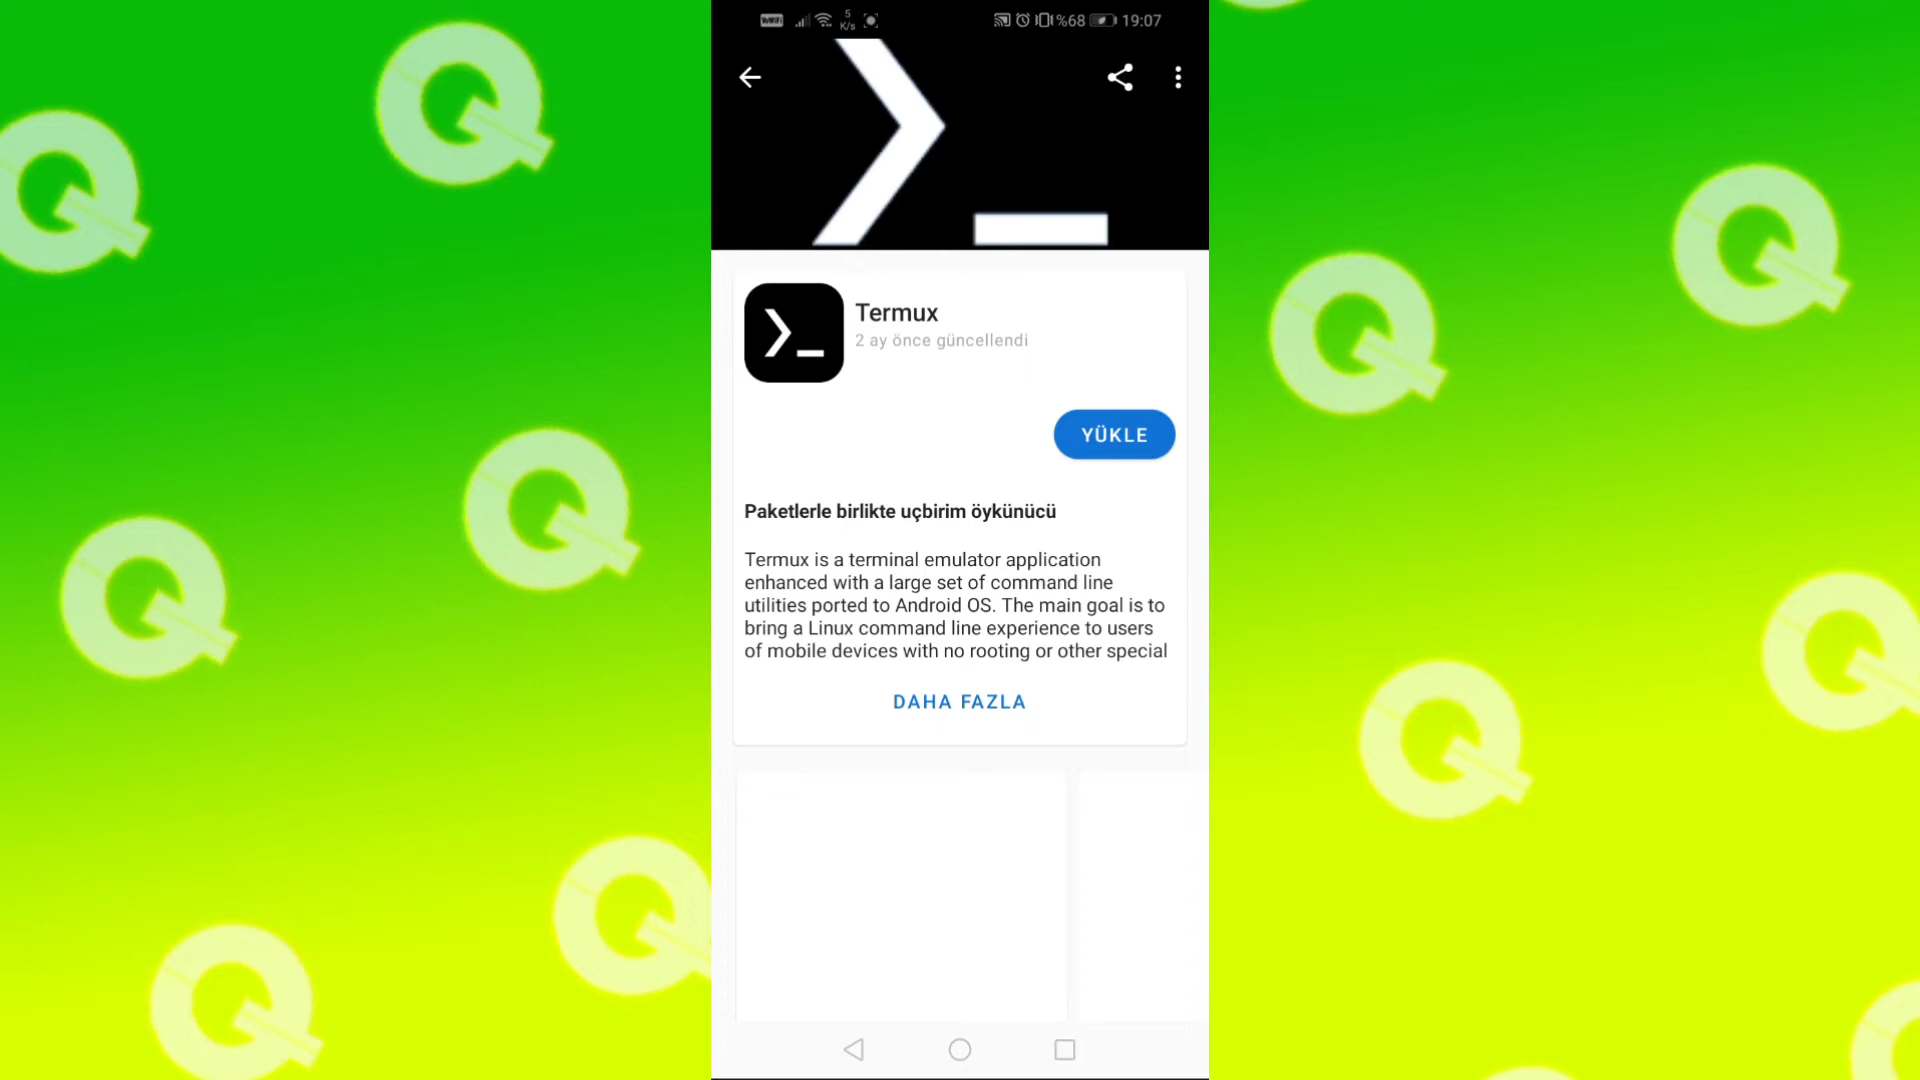 5
K/s
%68
19:07
Termux
2 ay önce güncellendi
YÜKLE
Paketlerle birlikte uçbirim öykünücü
Termux is a terminal emulator application
enhanced with a large set of command line
utilities ported to Android OS. The main goal is to
bring a Linux command line experience to users
of mobile devices with no rooting or other special
DAHA FAZLA